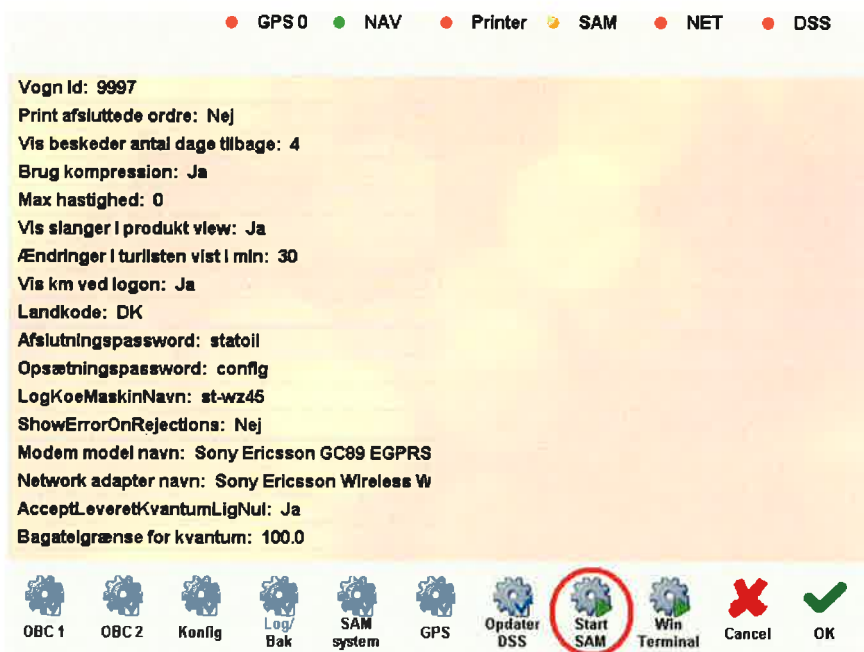 GPS 0 NAV Printer SAM NET DSS
Vogn Id: 9997
Print afsluttede ordre: Nej
Vis beskeder antal dage tilbage: 4
Brug kompression: Ja
Max hastighed: 0
Vis slanger i produkt view: Ja
Ændringer i turlisten vist i min: 30
Vis km ved logon: Ja
Landkode: DK
Afslutningspassword: statoil
Opsætningspassword: config
LogKoeMaskinNavn: st-wz45
ShowErrorOnRejections: Nej
Modem model navn: Sony Ericsson GC89 EGPRS
Network adapter navn: Sony Ericsson Wireless W
AcceptLeveretKvantumLigNul: Ja
Bagatelgrænse for kvantum: 100.0
OBC 1
OBC 2
Konfig
Log/
Bak
SAM
system
GPS
Opdater
DSS
Start
SAM
Win
Terminal
Cancel
OK